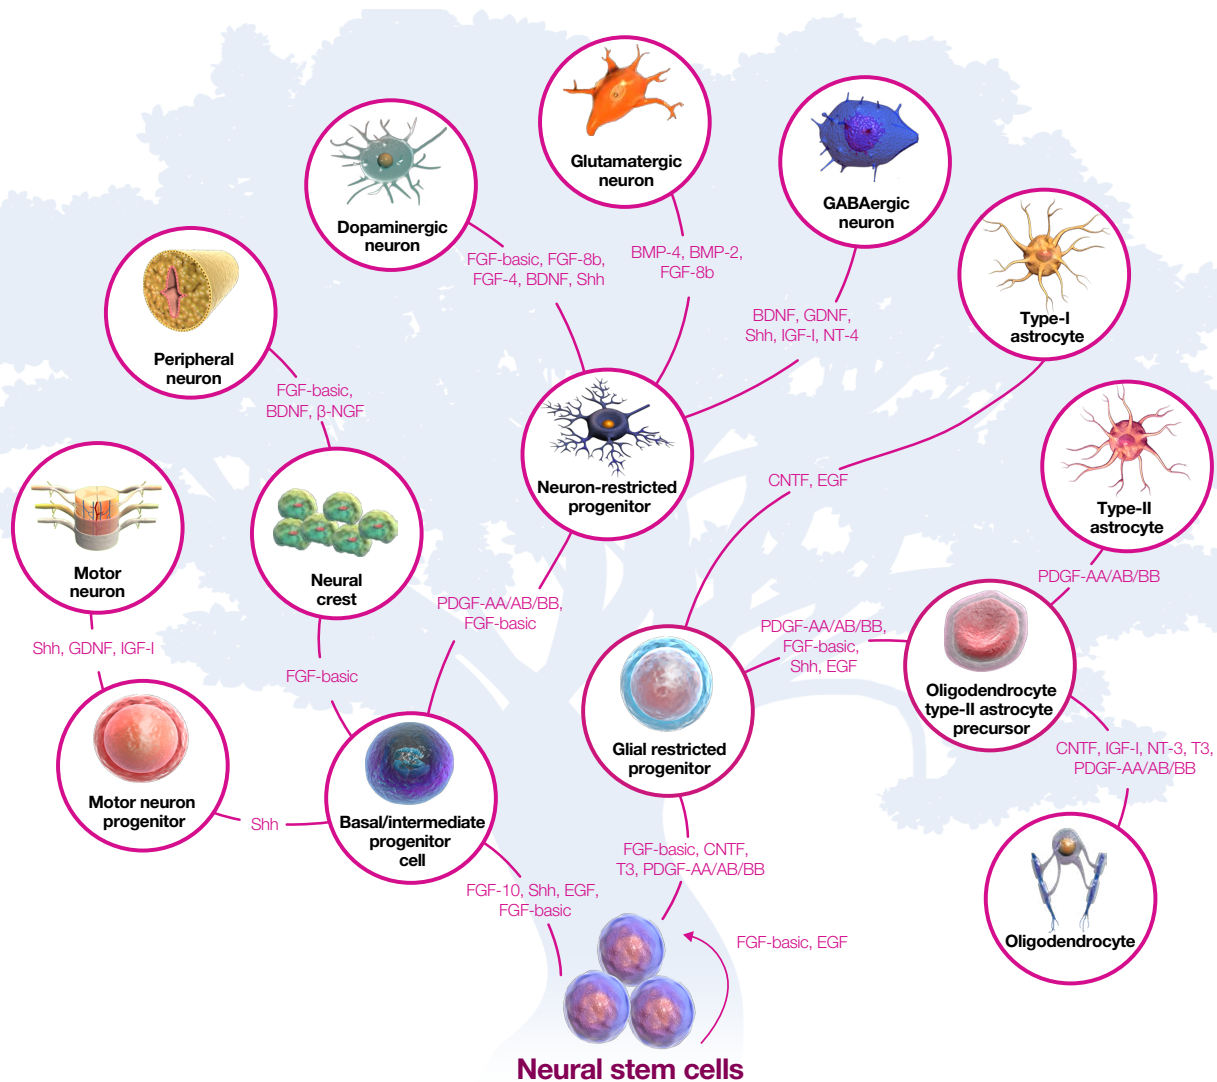 Glutamatergic
neuron
GABAergic
neuron
Dopaminergic
neuron
FGF-basic, FGF-8b,
FGF-4, BDNF, Shh
BMP-4, BMP-2,
FGF-8b
BDNF, GDNF,
Shh, IGF-I, NT-4
Type-I
astrocyte
Peripheral
neuron
FGF-basic,
BDNF, β-NGF
Neuron-restricted
progenitor
CNTF, EGF
Type-II
astrocyte
Motor
neuron
Neural
crest
PDGF-AA/AB/BB,
FGF-basic
PDGF-AA/AB/BB
Shh, GDNF, IGF-I
FGF-basic
PDGF-AA/AB/BB,
FGF-basic,
Shh, EGF
Oligodendrocyte
type-II astrocyte
precursor
Glial restricted
progenitor
CNTF, IGF-I, NT-3, T3,
PDGF-AA/AB/BB
Motor neuron
progenitor
Shh
Basal/intermediate
progenitor
cell
FGF-basic, CNTF,
T3, PDGF-AA/AB/BB
FGF-10, Shh, EGF,
FGF-basic
FGF-basic, EGF
Oligodendrocyte
Neural stem cells